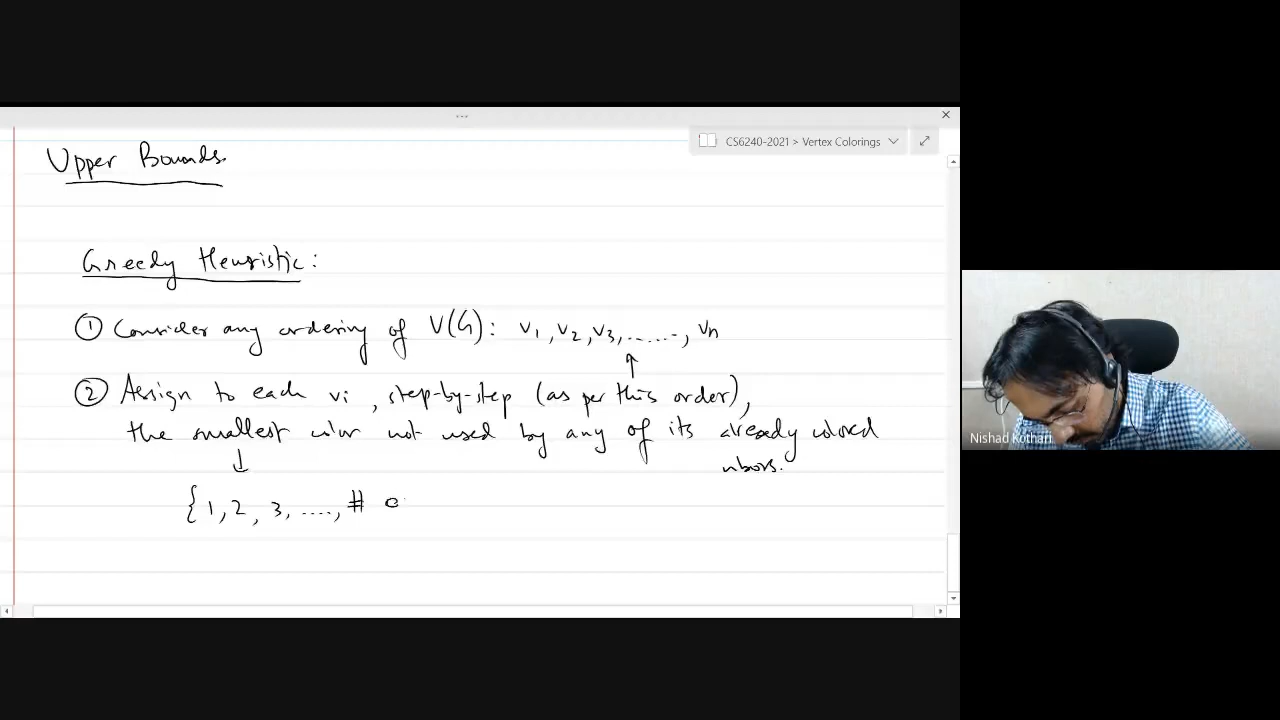 CS6240-2021 > Vertex Colorings
Upper Bounds.
Greedy Heuristic:
① Consider any ordering of V(G): v1, v2, v3, ......., vn
② Assign to each vi, step-by-step (as per this order),
the smallest color not used by any of its already colored
nbors.
{1, 2, 3, ....., #
Nishad Kothari